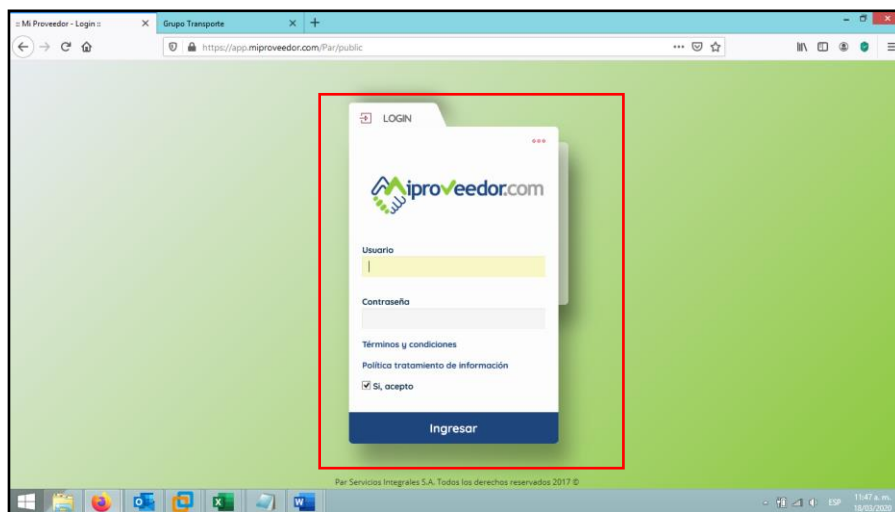 :: Mi Proveedor - Login ::
Grupo Transporte
https://app.miproveedor.com/Par/public
LOGIN
Miproveedor.com
Usuario
Contraseña
Términos y condiciones
Política tratamiento de información
Si, acepto
Ingresar
Par Servicios Integrales S.A. Todos los derechos reservados 2017 ©
ESP
11:47 a. m.
18/03/2020